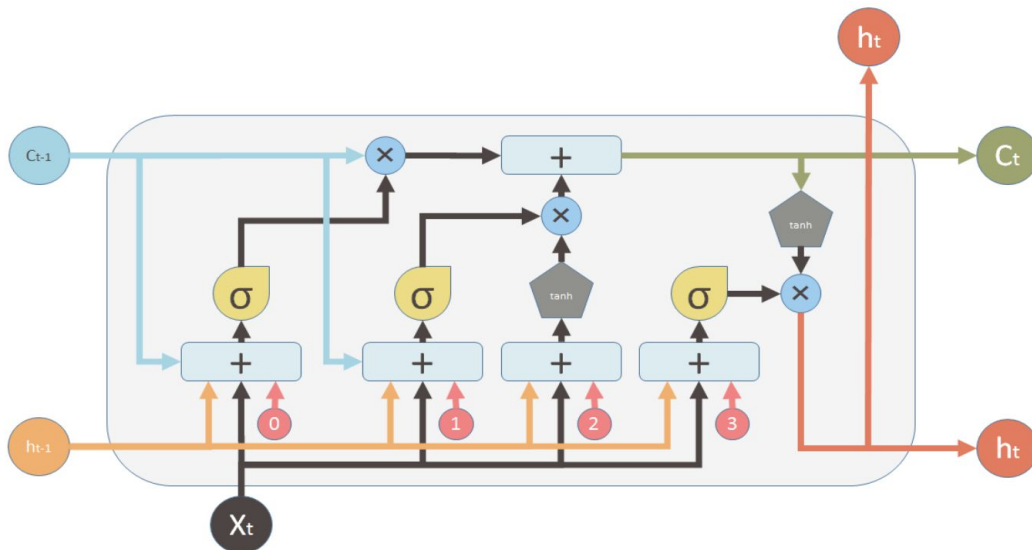 ht
Ct-1
×
+
Ct
×
tanh
tanh
σ
σ
σ
×
+
+
+
+
0
1
2
3
ht-1
ht
Xt